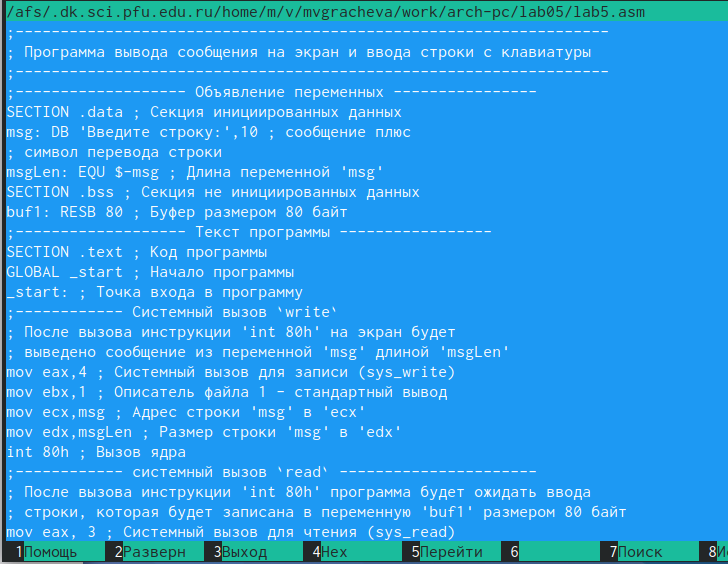 /afs/.dk.sci.pfu.edu.ru/home/m/v/mvgracheva/work/arch-pc/lab05/lab5.asm
;------------------------------------------------------------------
; Программа вывода сообщения на экран и ввода строки с клавиатуры
;------------------------------------------------------------------
;------------------- Объявление переменных ----------------
SECTION .data ; Секция инициированных данных
msg: DB 'Введите строку:',10 ; сообщение плюс
; символ перевода строки
msgLen: EQU $-msg ; Длина переменной 'msg'
SECTION .bss ; Секция не инициированных данных
buf1: RESB 80 ; Буфер размером 80 байт
;------------------- Текст программы -----------------
SECTION .text ; Код программы
GLOBAL _start ; Начало программы
_start: ; Точка входа в программу
;------------ Системный вызов `write`
; После вызова инструкции 'int 80h' на экран будет
; выведено сообщение из переменной 'msg' длиной 'msgLen'
mov eax,4 ; Системный вызов для записи (sys_write)
mov ebx,1 ; Описатель файла 1 - стандартный вывод
mov ecx,msg ; Адрес строки 'msg' в 'ecx'
mov edx,msgLen ; Размер строки 'msg' в 'edx'
int 80h ; Вызов ядра
;------------ системный вызов `read` ----------------------
; После вызова инструкции 'int 80h' программа будет ожидать ввода
; строки, которая будет записана в переменную 'buf1' размером 80 байт
mov eax, 3 ; Системный вызов для чтения (sys_read)
1Помощь 2Разверн 3Выход 4Hex 5Перейти 6 7Поиск 8